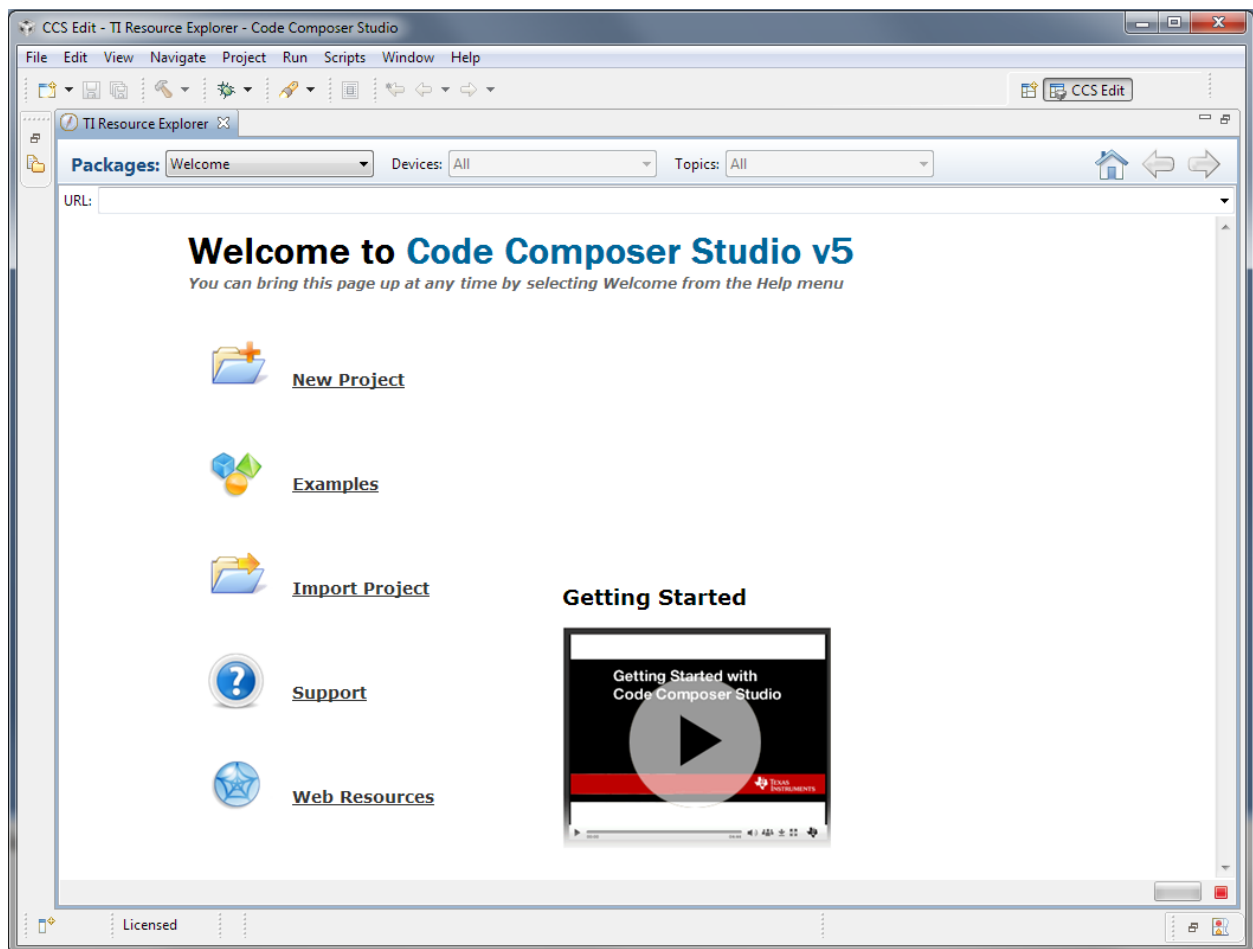 CCS Edit - TI Resource Explorer - Code Composer Studio
File Edit View Navigate Project Run Scripts Window Help
CCS Edit
TI Resource Explorer
Packages: Welcome Devices: All Topics: All
URL:
Welcome to Code Composer Studio v5
You can bring this page up at any time by selecting Welcome from the Help menu
New Project
Examples
Import Project
Getting Started
Getting Started with
Code Composer Studio
Support
TEXAS
INSTRUMENTS
Web Resources
Licensed